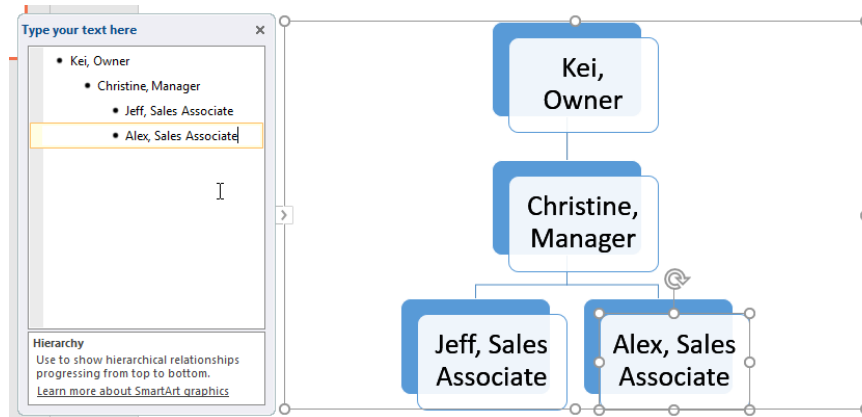 Type your text here
Kei, Owner
Christine, Manager
Jeff, Sales Associate
Alex, Sales Associate
Hierarchy
Use to show hierarchical relationships
progressing from top to bottom.
Learn more about SmartArt graphics
Kei,
Owner
Christine,
Manager
Jeff, Sales
Associate
Alex, Sales
Associate